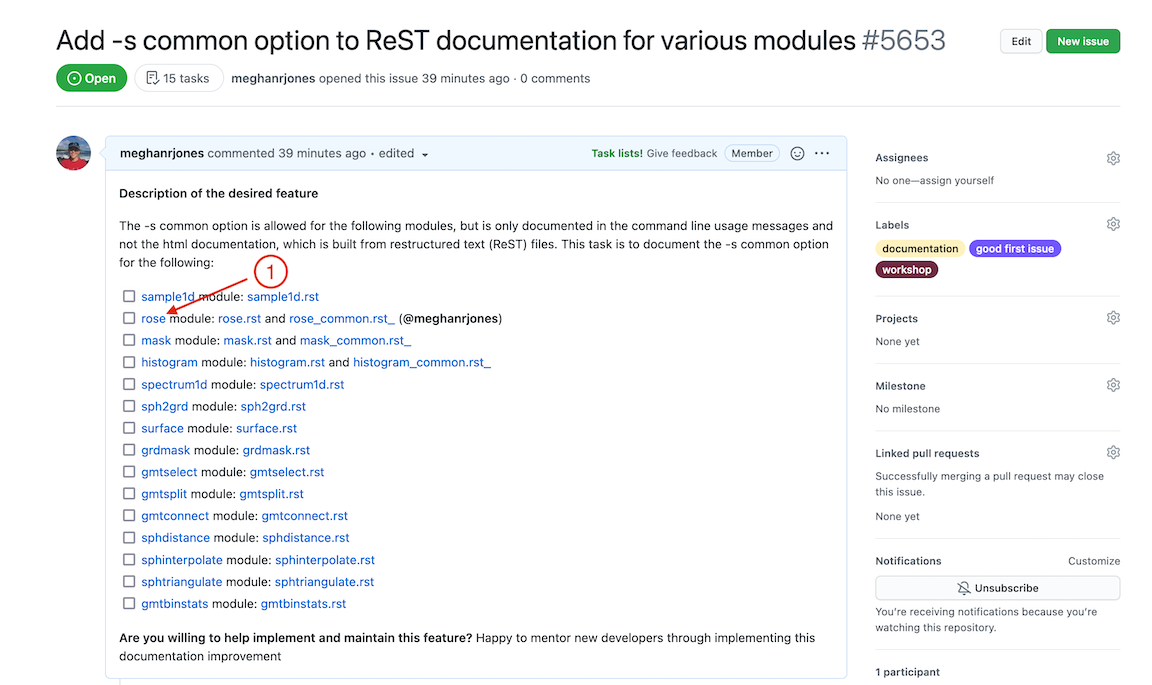 Add -s common option to ReST documentation for various modules #5653
Edit
New issue
Open
15 tasks
meghanrjones opened this issue 39 minutes ago · 0 comments
meghanrjones commented 39 minutes ago • edited
Task lists! Give feedback
Member
Description of the desired feature
The -s common option is allowed for the following modules, but is only documented in the command line usage messages and
not the html documentation, which is built from restructured text (ReST) files. This task is to document the -s common option
for the following:
1
sample1d module: sample1d.rst
rose module: rose.rst and rose_common.rst_ (@meghanrjones)
mask module: mask.rst and mask_common.rst_
histogram module: histogram.rst and histogram_common.rst_
spectrum1d module: spectrum1d.rst
sph2grd module: sph2grd.rst
surface module: surface.rst
grdmask module: grdmask.rst
gmtselect module: gmtselect.rst
gmtsplit module: gmtsplit.rst
gmtconnect module: gmtconnect.rst
sphdistance module: sphdistance.rst
sphinterpolate module: sphinterpolate.rst
sphtriangulate module: sphtriangulate.rst
gmtbinstats module: gmtbinstats.rst
Are you willing to help implement and maintain this feature? Happy to mentor new developers through implementing this
documentation improvement
Assignees
No one—assign yourself
Labels
documentation
good first issue
workshop
Projects
None yet
Milestone
No milestone
Linked pull requests
Successfully merging a pull request may close
this issue.
None yet
Notifications
Customize
Unsubscribe
You're receiving notifications because you're
watching this repository.
1 participant